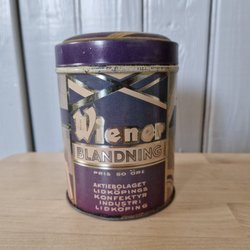 Wiener
BLANDNING
PRIS 50 ÖRE
AKTIEBOLAGET
LIDKÖPINGS
KONFEKTYR
INDUSTRI
LIDKÖPING